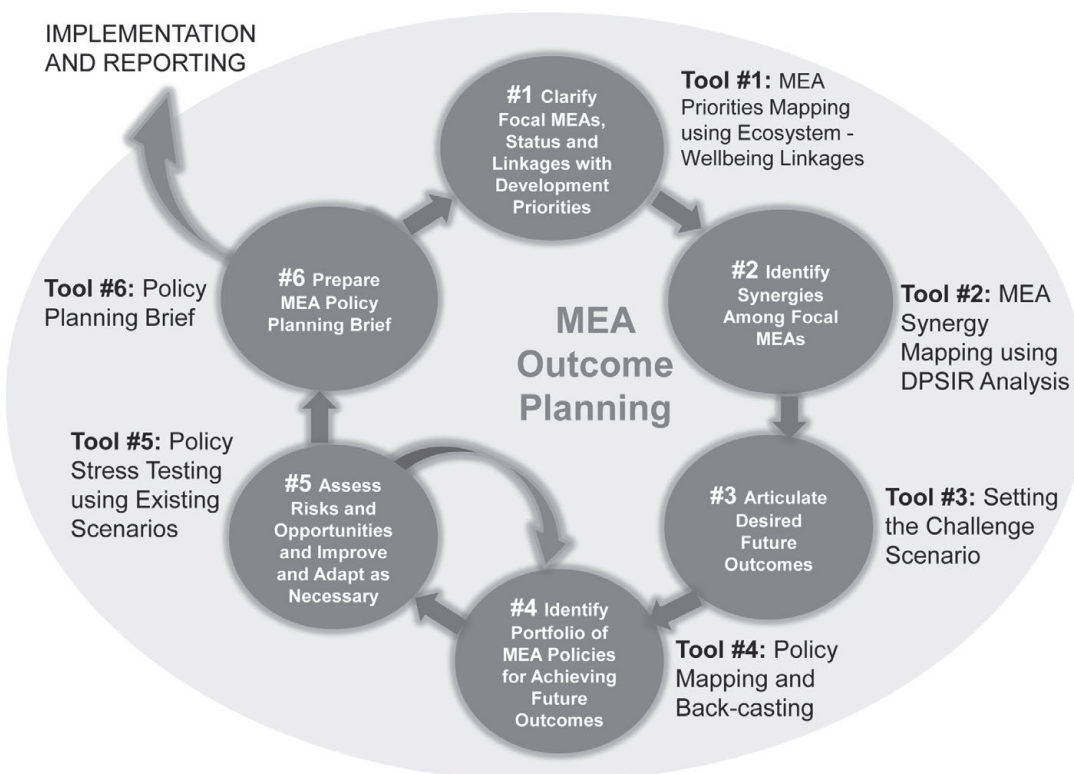 IMPLEMENTATION
AND REPORTING
#1 Clarify
Focal MEAs,
Status and
Linkages with
Development
Priorities
Tool #1: MEA
Priorities Mapping
using Ecosystem -
Wellbeing Linkages
#2 Identify
Synergies
Among Focal
MEAs
Tool #2: MEA
Synergy
Mapping using
DPSIR Analysis
MEA
Outcome
Planning
#3 Articulate
Desired
Future
Outcomes
Tool #3: Setting
the Challenge
Scenario
#4 Identify
Portfolio of
MEA Policies
for Achieving
Future
Outcomes
Tool #4: Policy
Mapping and
Back-casting
#5 Assess
Risks and
Opportunities
and Improve
and Adapt as
Necessary
Tool #5: Policy
Stress Testing
using Existing
Scenarios
#6 Prepare
MEA Policy
Planning Brief
Tool #6: Policy
Planning Brief